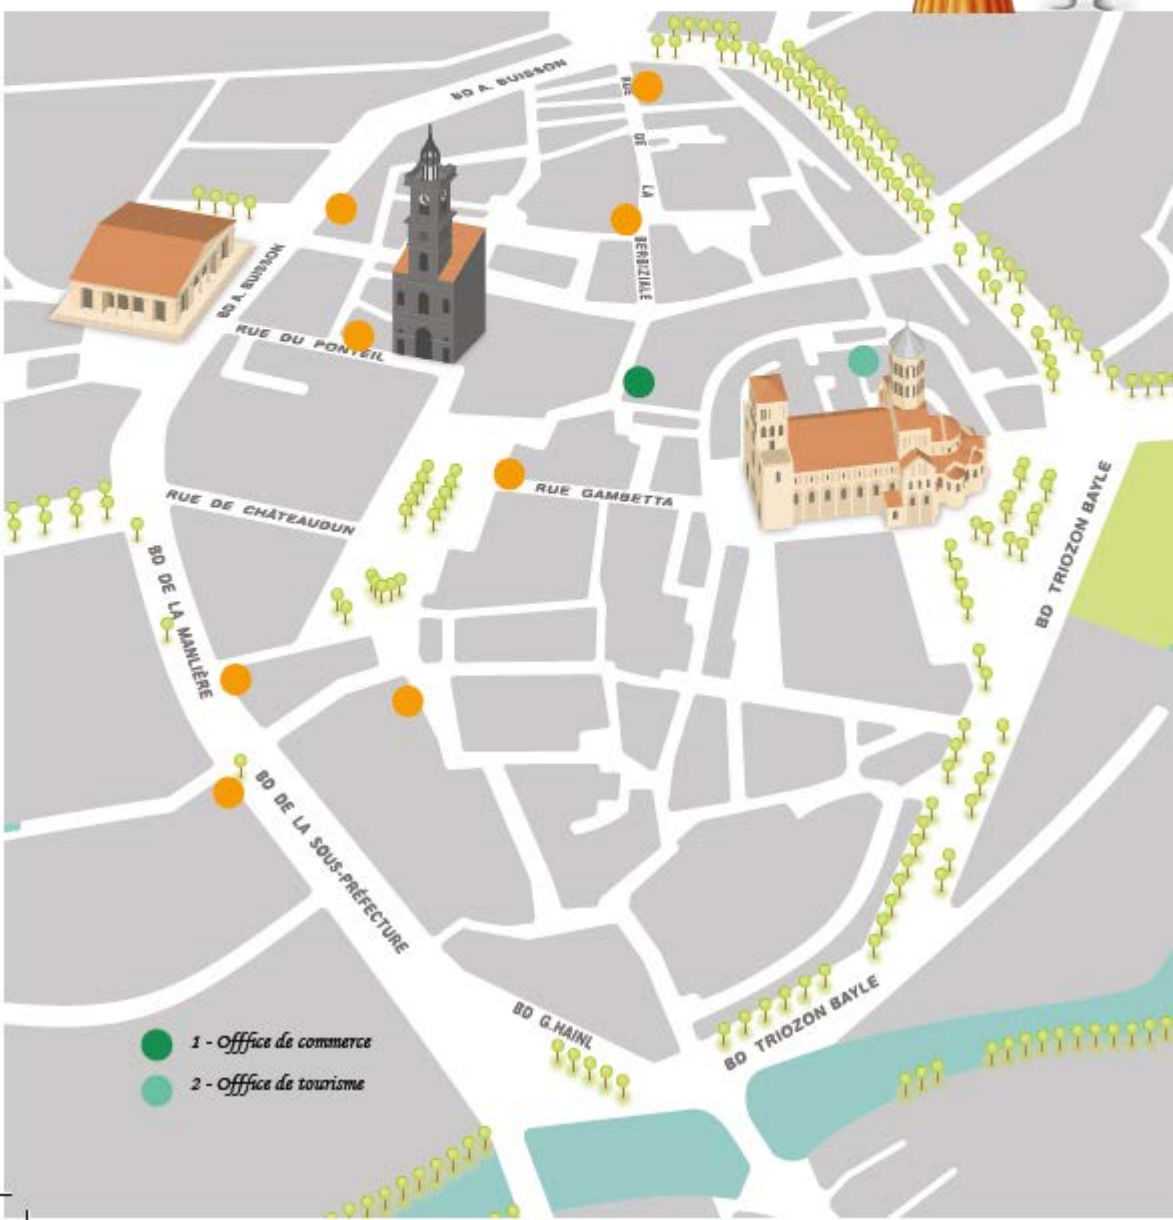 BD A. BUISSON
RUE DE LA BERBIZIALE
BD A. BUISSON
RUE DU PONTEIL
RUE GAMBETTA
RUE DE CHÂTEAUDUN
BD TRIOZON BAYLE
BD DE LA MANLIÈRE
BD DE LA SOUS-PRÉFECTURE
BD G.HAINL
BD TRIOZON BAYLE
1 - Offfice de commerce
2 - Offfice de tourisme